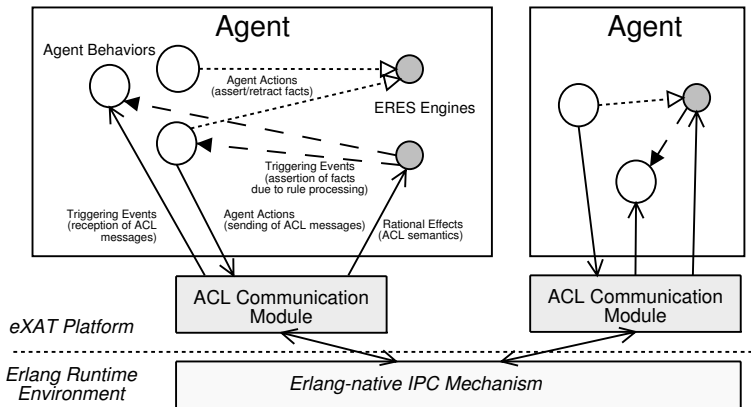 Agent
Agent Behaviors
Agent Actions
(assert/retract facts)
ERES Engines
Triggering Events
(assertion of facts
due to rule processing)
Triggering Events
(reception of ACL
messages)
Agent Actions
(sending of ACL messages)
Rational Effects
(ACL semantics)
ACL Communication
Module
Agent
ACL Communication
Module
eXAT Platform
Erlang Runtime
Environment
Erlang-native IPC Mechanism